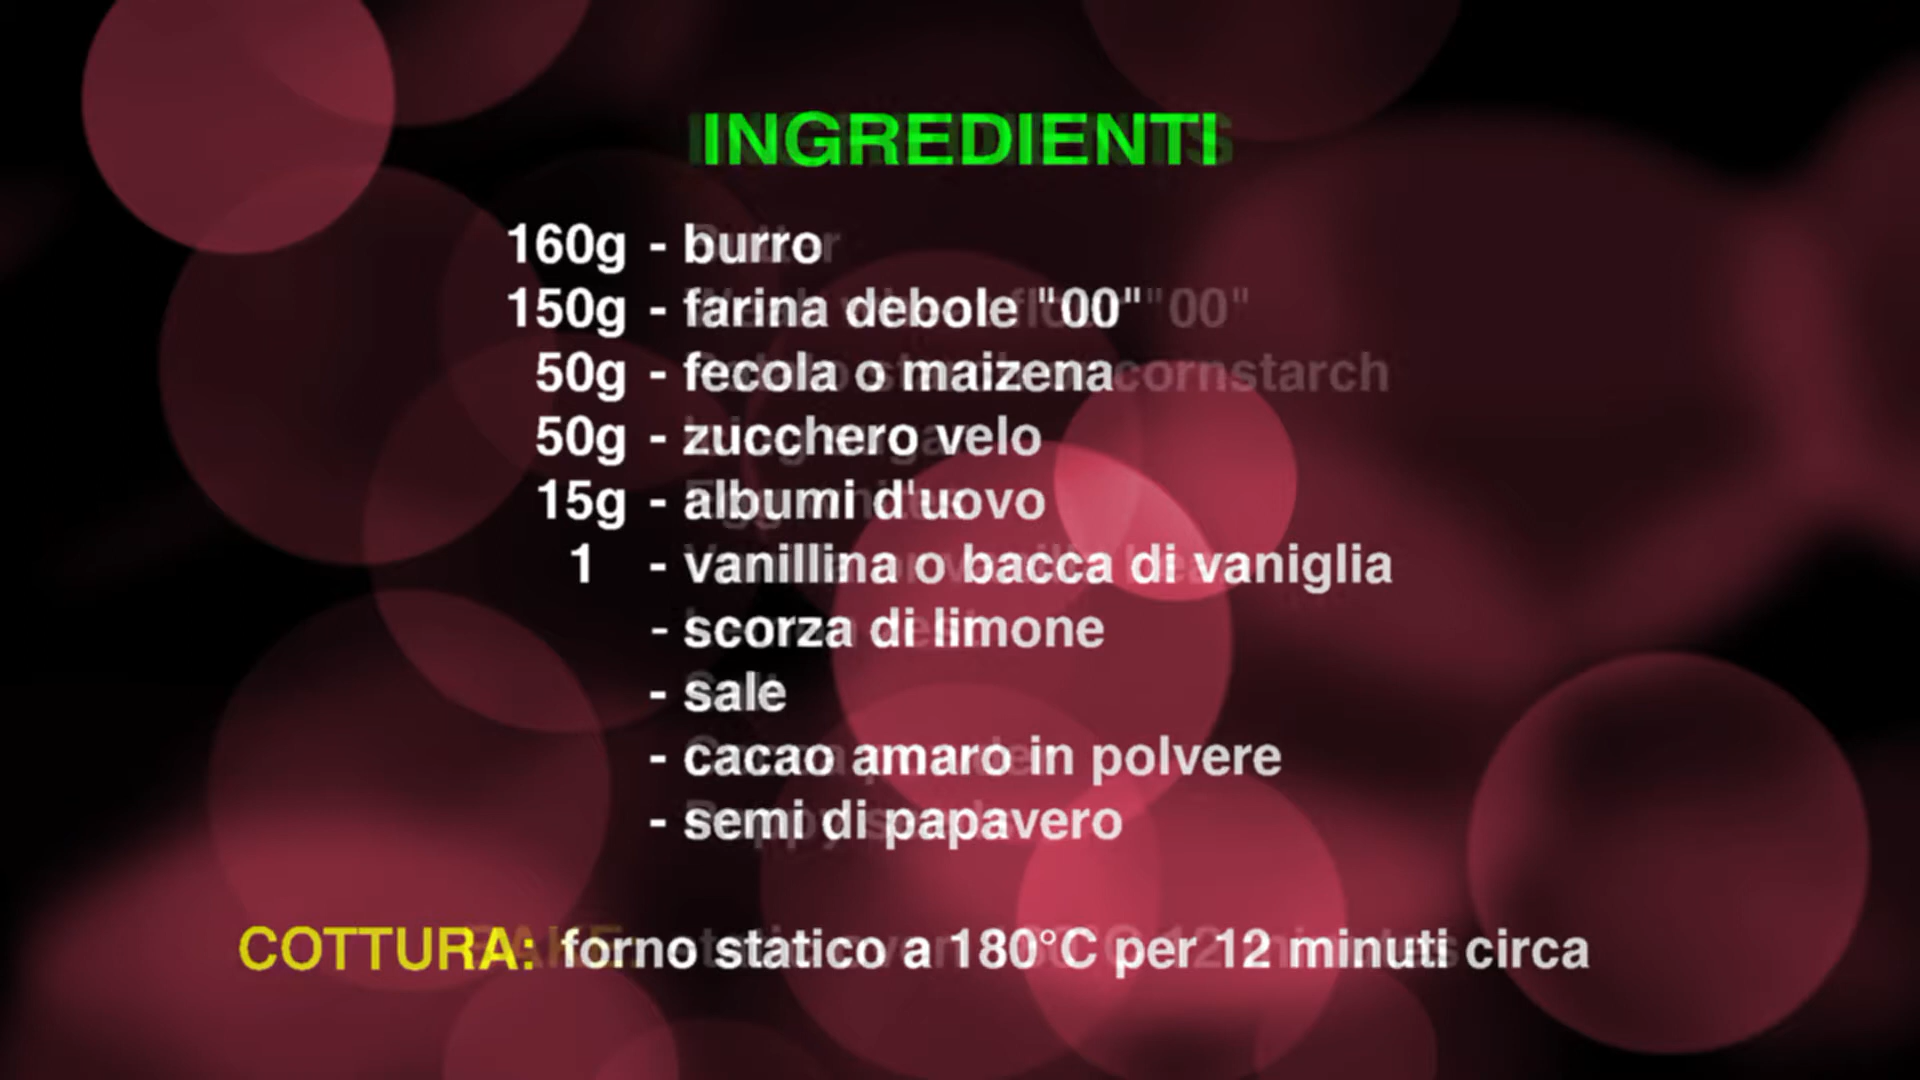 INGREDIENTI
160g - burro
150g - farina debole "00"
50g - fecola o maizena
50g - zucchero velo
15g - albumi d'uovo
1 - vanillina o bacca di vaniglia
- scorza di limone
- sale
- cacao amaro in polvere
- semi di papavero
COTTURA: forno statico a 180°C per 12 minuti circa